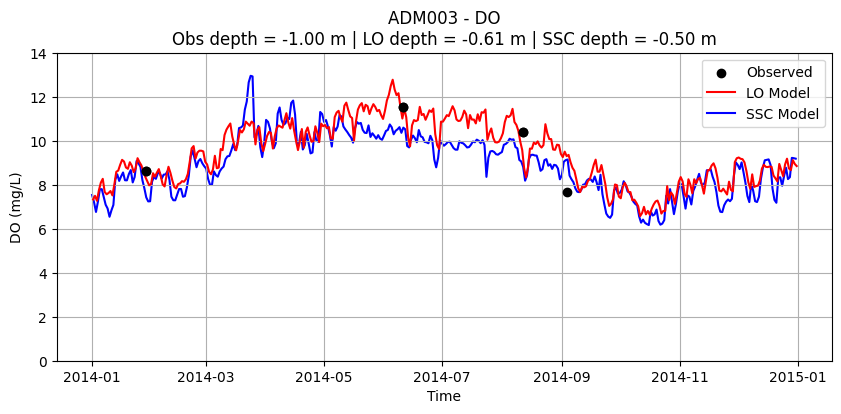 ADM003 - DO
Obs depth = -1.00 m | LO depth = -0.61 m | SSC depth = -0.50 m
14
12
10
8
6
4
2
0
DO (mg/L)
Observed
LO Model
SSC Model
2014-01
2014-03
2014-05
2014-07
2014-09
2014-11
2015-01
Time